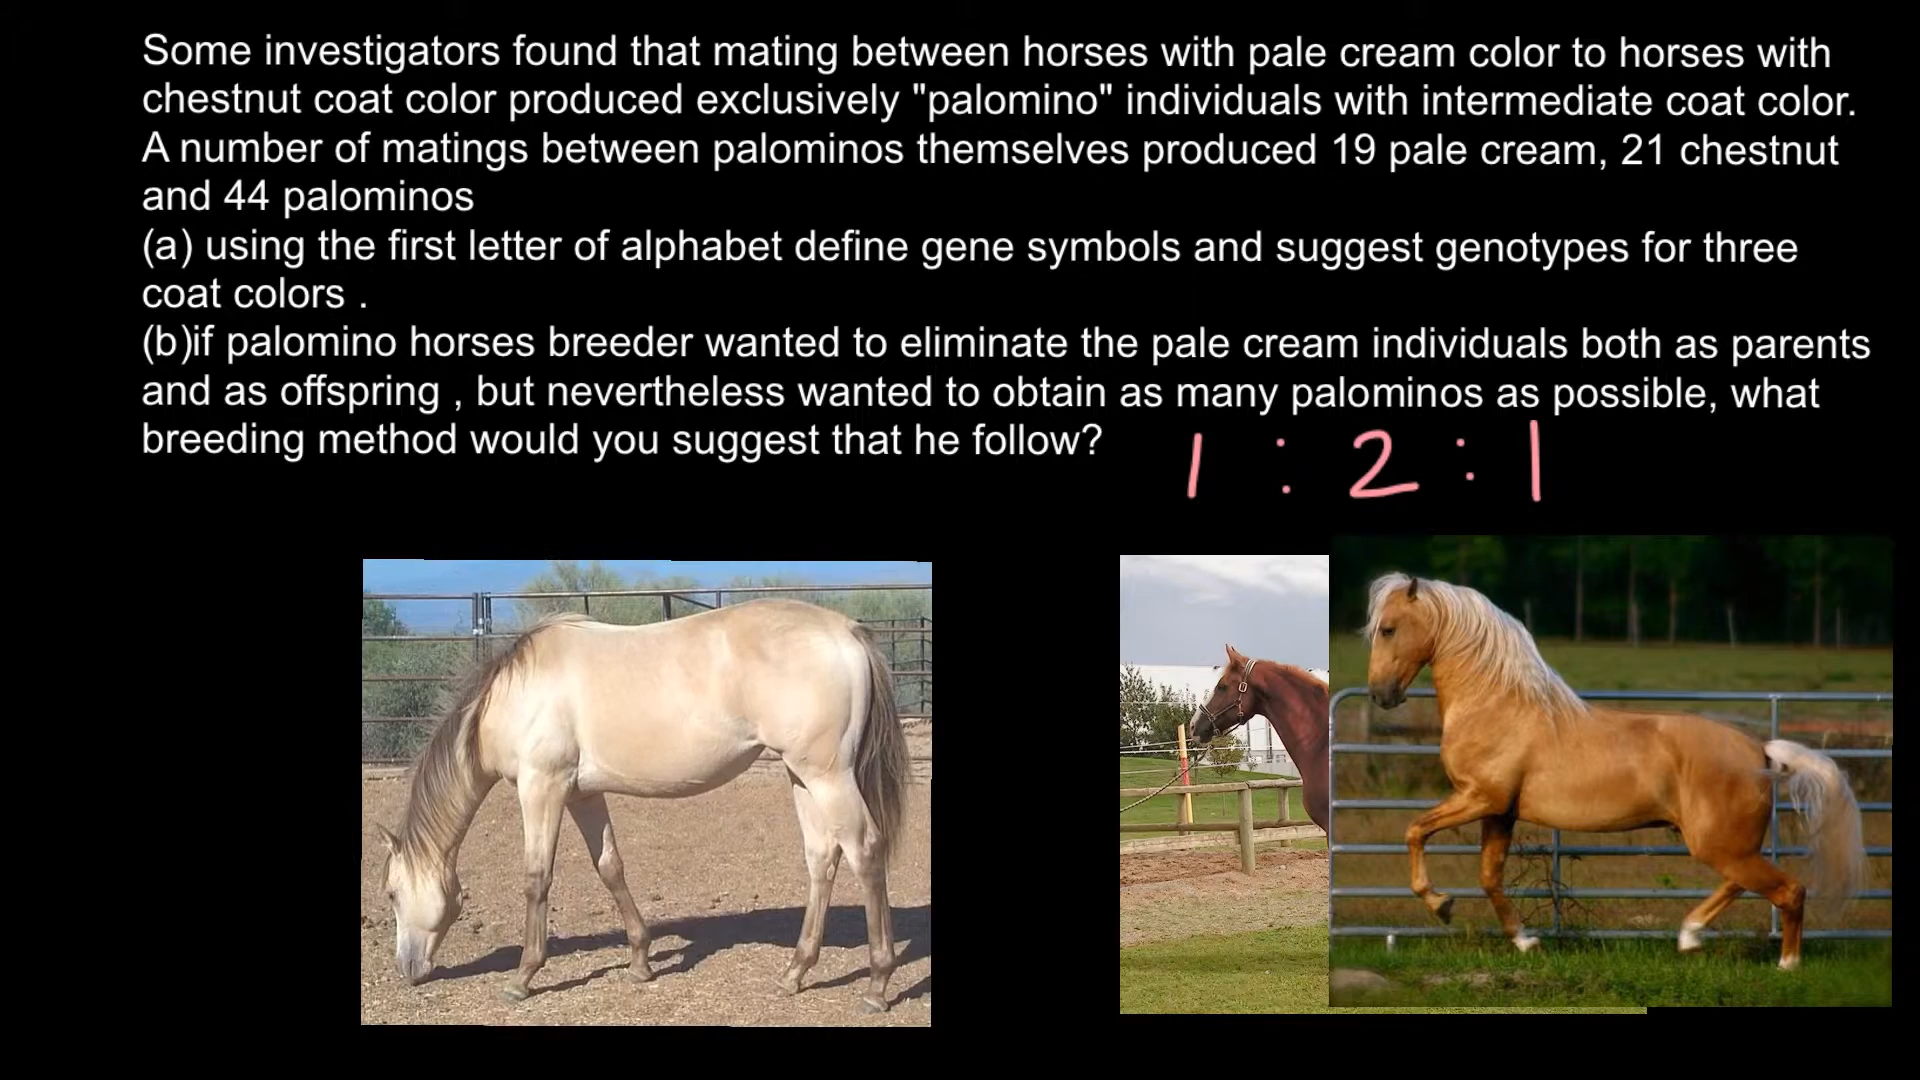 Some investigators found that mating between horses with pale cream color to horses with
chestnut coat color produced exclusively "palomino" individuals with intermediate coat color.
A number of matings between palominos themselves produced 19 pale cream, 21 chestnut
and 44 palominos
(a) using the first letter of alphabet define gene symbols and suggest genotypes for three
coat colors .
(b)if palomino horses breeder wanted to eliminate the pale cream individuals both as parents
and as offspring , but nevertheless wanted to obtain as many palominos as possible, what
breeding method would you suggest that he follow?
1 : 2 : 1